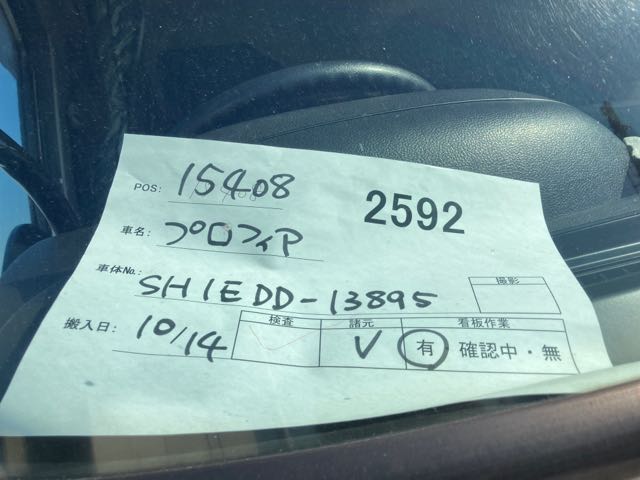 POS: 15408
2592
車名: プロフィア
車体No. SH1EDD-13895
撮影
搬入日: 10/14
検査 諸元 看板作業
V 有 確認中・無